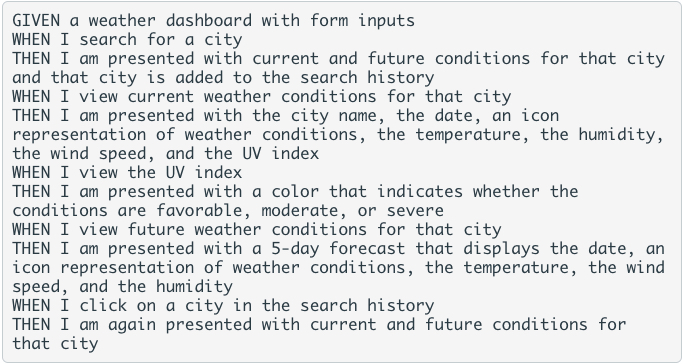 GIVEN a weather dashboard with form inputs
WHEN I search for a city
THEN I am presented with current and future conditions for that city
and that city is added to the search history
WHEN I view current weather conditions for that city
THEN I am presented with the city name, the date, an icon
representation of weather conditions, the temperature, the humidity,
the wind speed, and the UV index
WHEN I view the UV index
THEN I am presented with a color that indicates whether the
conditions are favorable, moderate, or severe
WHEN I view future weather conditions for that city
THEN I am presented with a 5-day forecast that displays the date, an
icon representation of weather conditions, the temperature, the wind
speed, and the humidity
WHEN I click on a city in the search history
THEN I am again presented with current and future conditions for
that city